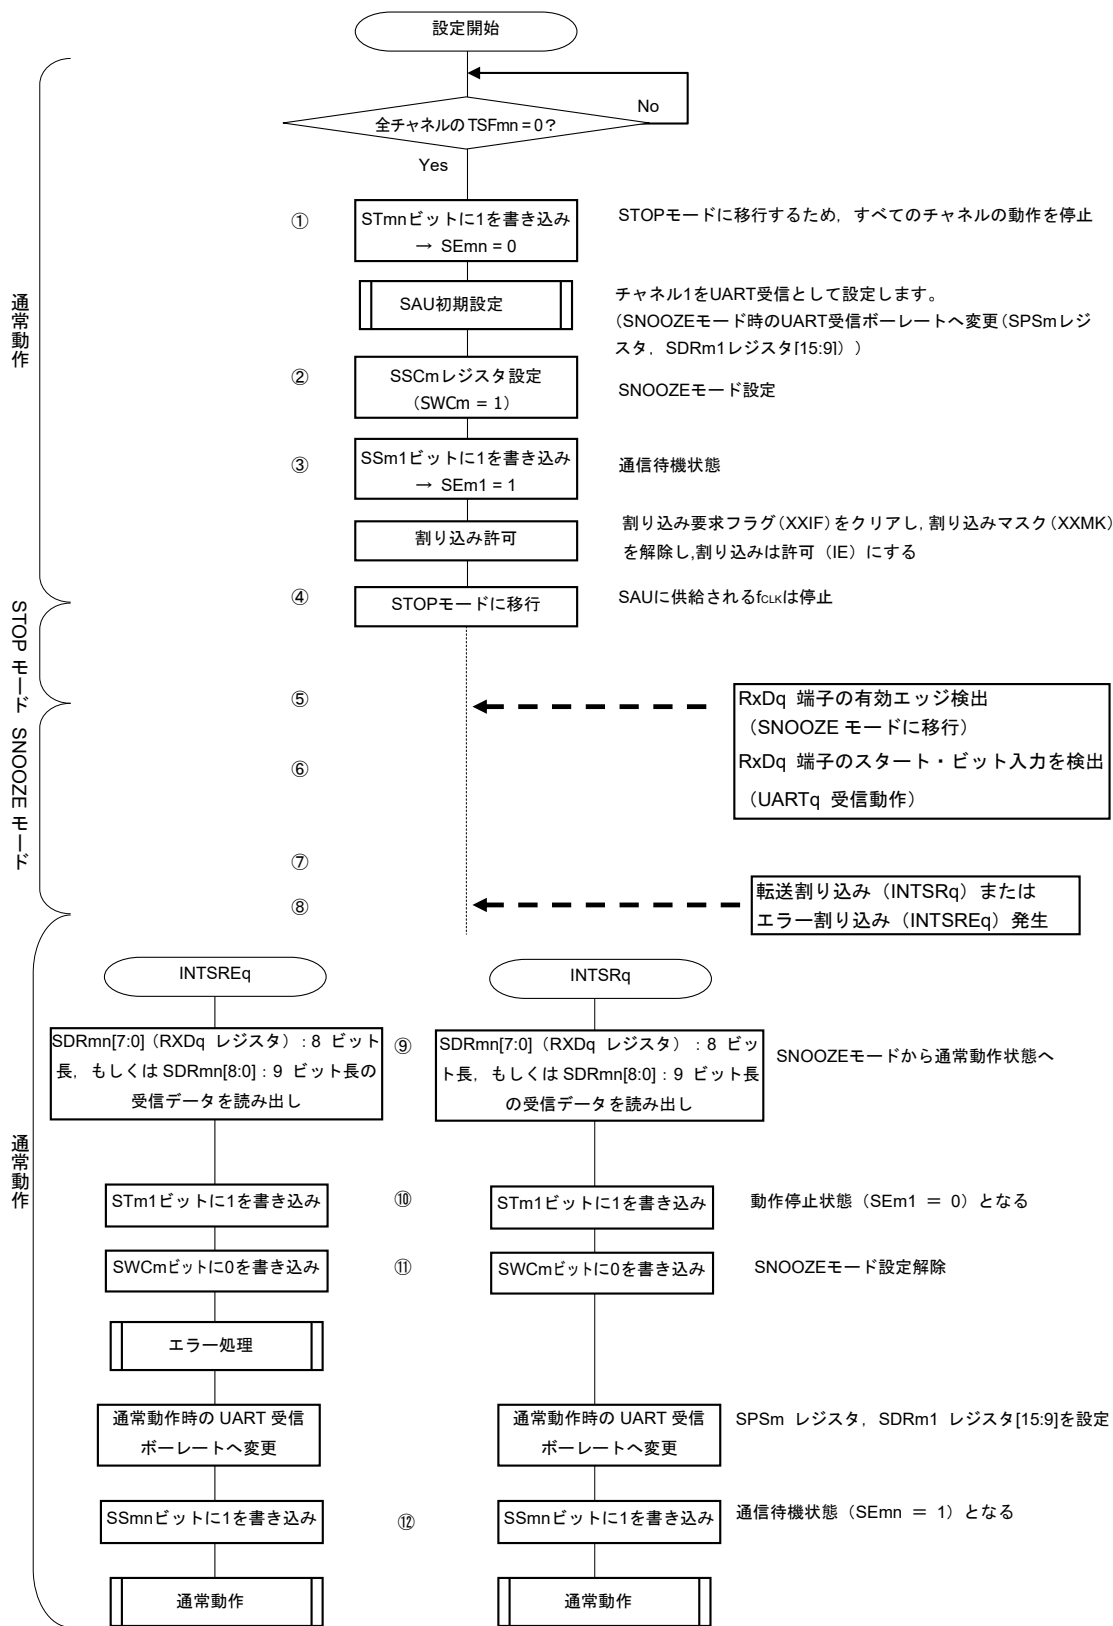 設定開始
No
全チャネルの TSFmn = 0？
Yes
①
STmnビットに1を書き込み
→ SEmn = 0
STOPモードに移行するため，すべてのチャネルの動作を停止
通常動作
SAU初期設定
チャネル1をUART受信として設定します。
（SNOOZEモード時のUART受信ボーレートへ変更（SPSmレジ
スタ，SDRm1レジスタ[15:9]））
②
SSCmレジスタ設定
（SWCm = 1）
SNOOZEモード設定
③
SSm1ビットに1を書き込み
→ SEm1 = 1
通信待機状態
割り込み許可
割り込み要求フラグ（XXIF）をクリアし，割り込みマスク（XXMK）
を解除し,割り込みは許可（IE）にする
④
STOPモードに移行
SAUに供給されるfCLKは停止
STOP モード
⑤
RxDq 端子の有効エッジ検出
（SNOOZE モードに移行）
RxDq 端子のスタート・ビット入力を検出
（UARTq 受信動作）
SNOOZE モード
⑥
⑦
⑧
転送割り込み（INTSRq）または
エラー割り込み（INTSREq）発生
INTSREq
INTSRq
SDRmn[7:0]（RXDq レジスタ）：8 ビット
長，もしくは SDRmn[8:0]：9 ビット長の
受信データを読み出し
⑨
SDRmn[7:0]（RXDq レジスタ）：8 ビッ
ト長，もしくは SDRmn[8:0]：9 ビット長
の受信データを読み出し
SNOOZEモードから通常動作状態へ
通常動作
STm1ビットに1を書き込み
⑩
STm1ビットに1を書き込み
動作停止状態（SEm1 ＝ 0）となる
SWCmビットに0を書き込み
⑪
SWCmビットに0を書き込み
SNOOZEモード設定解除
エラー処理
通常動作時の UART 受信
ボーレートへ変更
通常動作時の UART 受信
ボーレートへ変更
SPSm レジスタ，SDRm1 レジスタ[15:9]を設定
SSmnビットに1を書き込み
⑫
SSmnビットに1を書き込み
通信待機状態（SEmn ＝ 1）となる
通常動作
通常動作